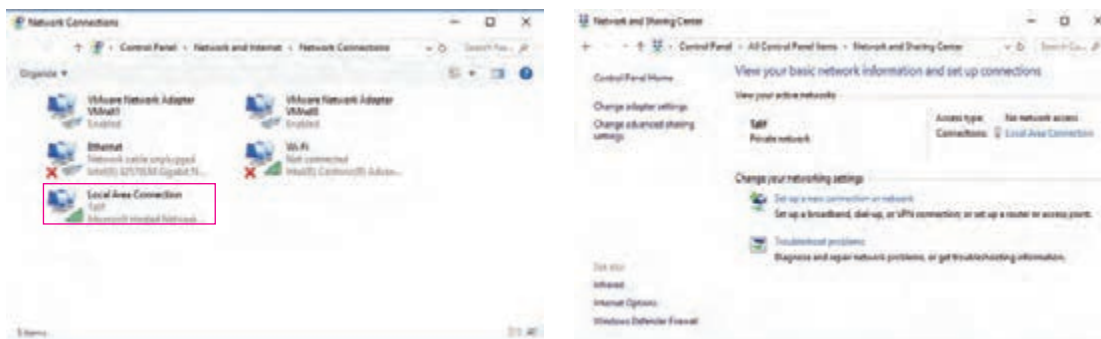 Network Connections
Control Panel › Network and Internet › Network Connections
Organize
VMware Network Adapter
Enabled
VMware Network Adapter
Enabled
Ethernet
Network cable unplugged
Wi-Fi
Not connected
Local Area Connection
Microsoft Hosted Network...
5 items
Network and Sharing Center
Control Panel › All Control Panel Items › Network and Sharing Center
Control Panel Home
Change adapter settings
Change advanced sharing
settings
View your basic network information and set up connections
View your active networks
Private network
Access type: No network access
Connections: Local Area Connection
Change your networking settings
Set up a new connection or network
Set up a broadband, dial-up, or VPN connection; or set up a router or access point.
Troubleshoot problems
Diagnose and repair network problems, or get troubleshooting information.
See also
Infrared
Internet Options
Windows Defender Firewall